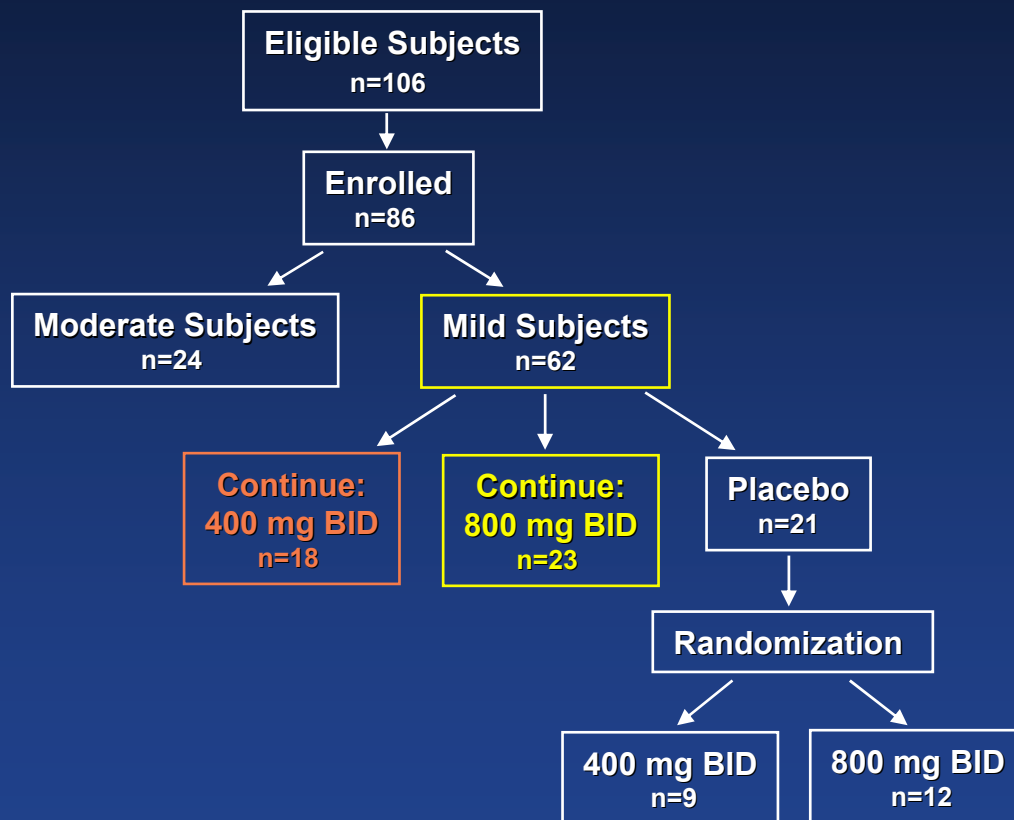 Eligible Subjects
n=106
Enrolled
n=86
Moderate Subjects
n=24
Mild Subjects
n=62
Continue:
400 mg BID
n=18
Continue:
800 mg BID
n=23
Placebo
n=21
Randomization
400 mg BID
n=9
800 mg BID
n=12